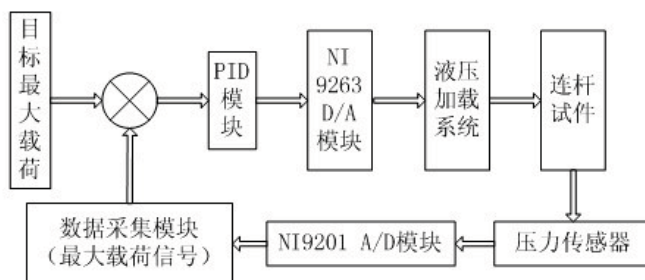 目
标
最
大
载
荷
PID
模
块
NI
9263
D/A
模块
液压
加载
系统
连杆
试件
数据采集模块
(最大载荷信号)
NI9201 A/D模块
压力传感器